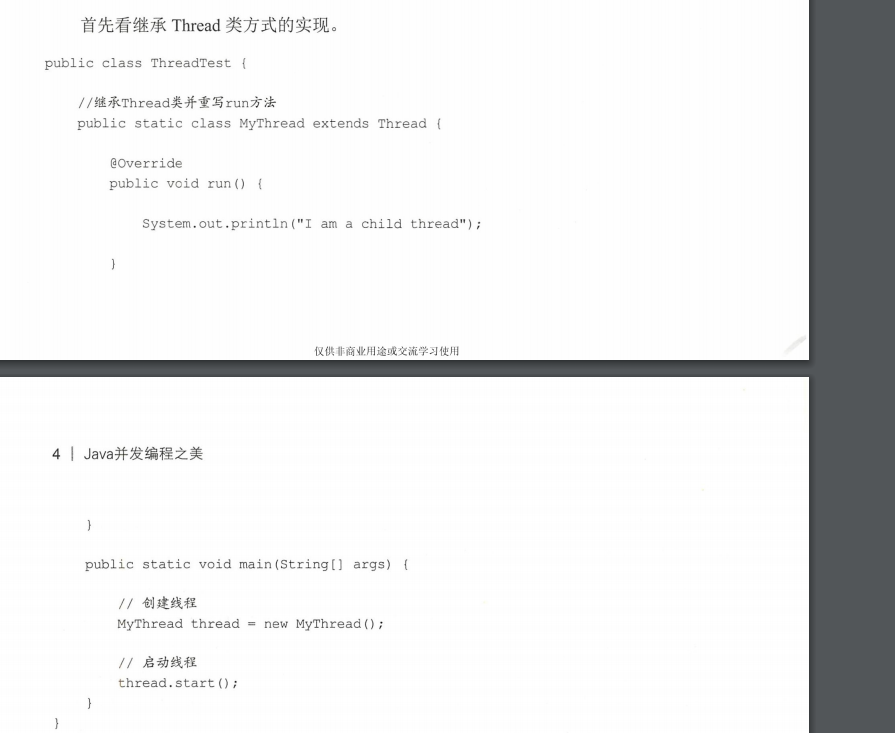 首先看继承 Thread 类方式的实现。
public class ThreadTest {
//继承Thread类并重写run方法
public static class MyThread extends Thread {
@Override
public void run() {
System.out.println("I am a child thread");
}
仅供非商业用途或交流学习使用
4 | Java并发编程之美
}
public static void main(String[] args) {
// 创建线程
MyThread thread = new MyThread();
// 启动线程
thread.start();
}
}